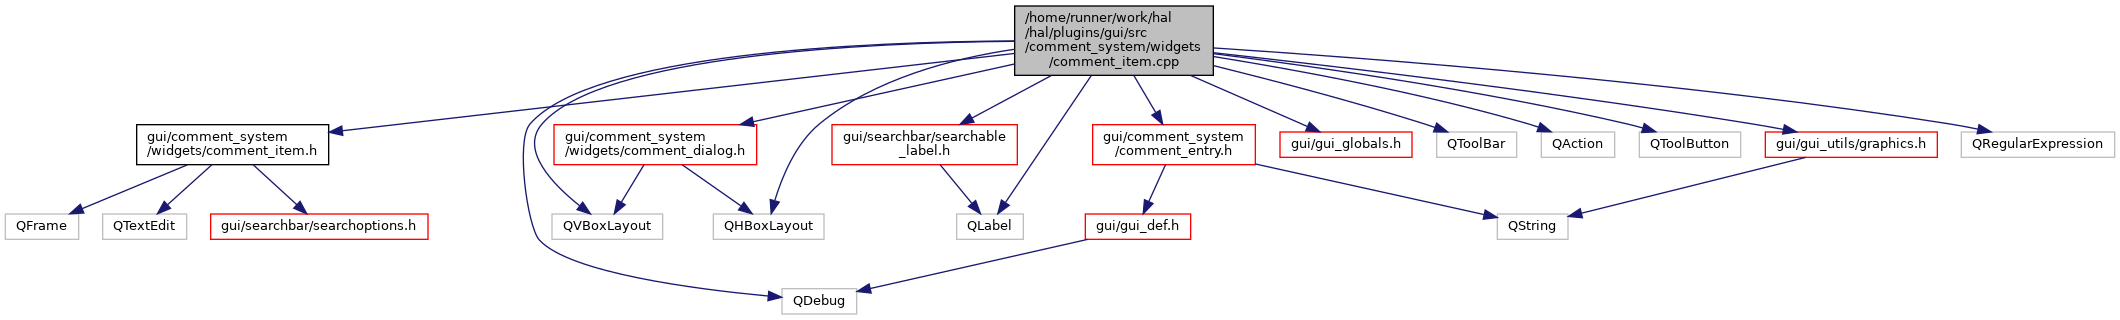 /home/runner/work/hal
/hal/plugins/gui/src
/comment_system/widgets
/comment_item.cpp
gui/comment_system
/widgets/comment_item.h
gui/comment_system
/widgets/comment_dialog.h
gui/searchbar/searchable
_label.h
gui/comment_system
/comment_entry.h
gui/gui_globals.h
QToolBar
QAction
QToolButton
gui/gui_utils/graphics.h
QRegularExpression
QFrame
QTextEdit
gui/searchbar/searchoptions.h
QVBoxLayout
QHBoxLayout
QLabel
gui/gui_def.h
QString
QDebug